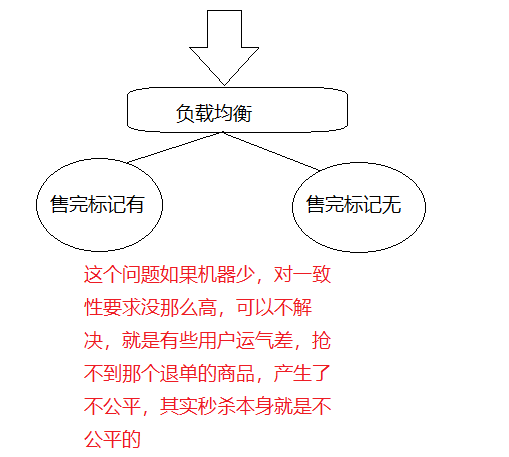 负载均衡
售完标记有
售完标记无
这个问题如果机器少，对一致
性要求没那么高，可以不解
决，就是有些用户运气差，抢
不到那个退单的商品，产生了
不公平，其实秒杀本身就是不
公平的